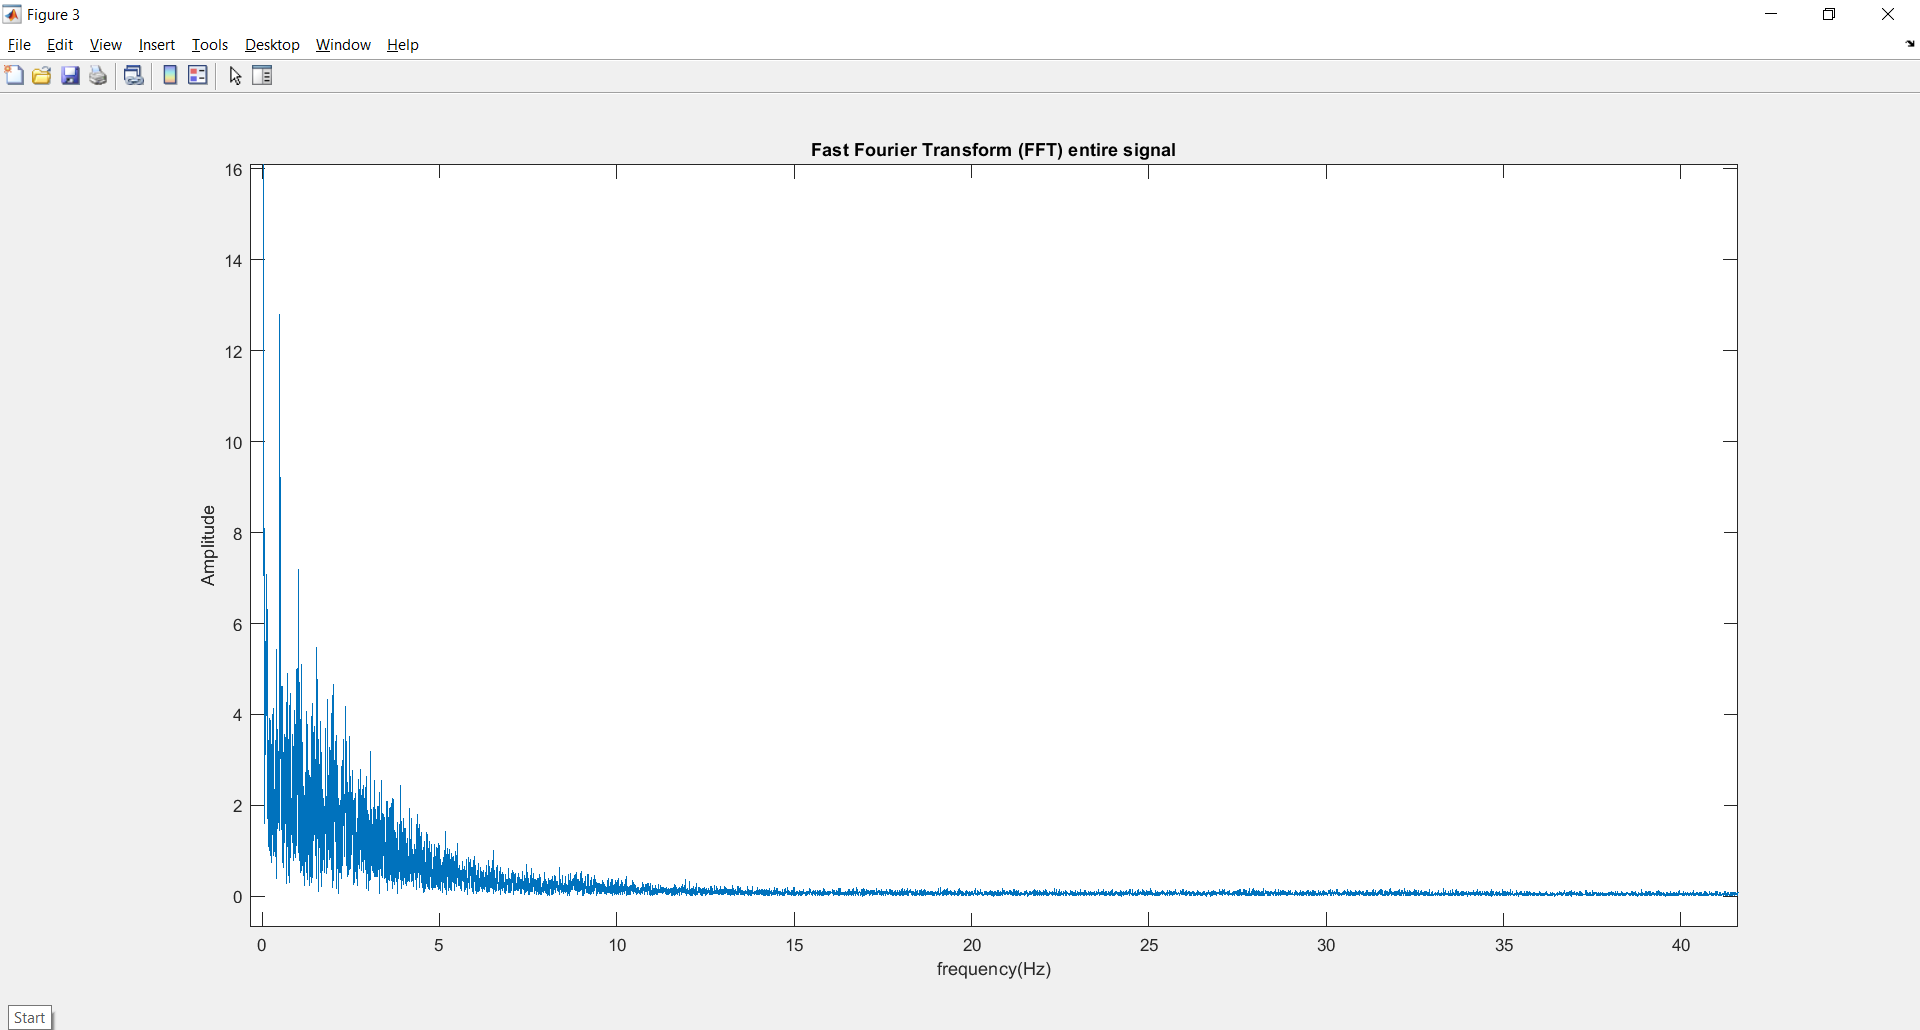 Figure 3
File Edit View Insert Tools Desktop Window Help
Fast Fourier Transform (FFT) entire signal
16
14
12
10
8
6
4
2
0
Amplitude
0 5 10 15 20 25 30 35 40
frequency(Hz)
Start